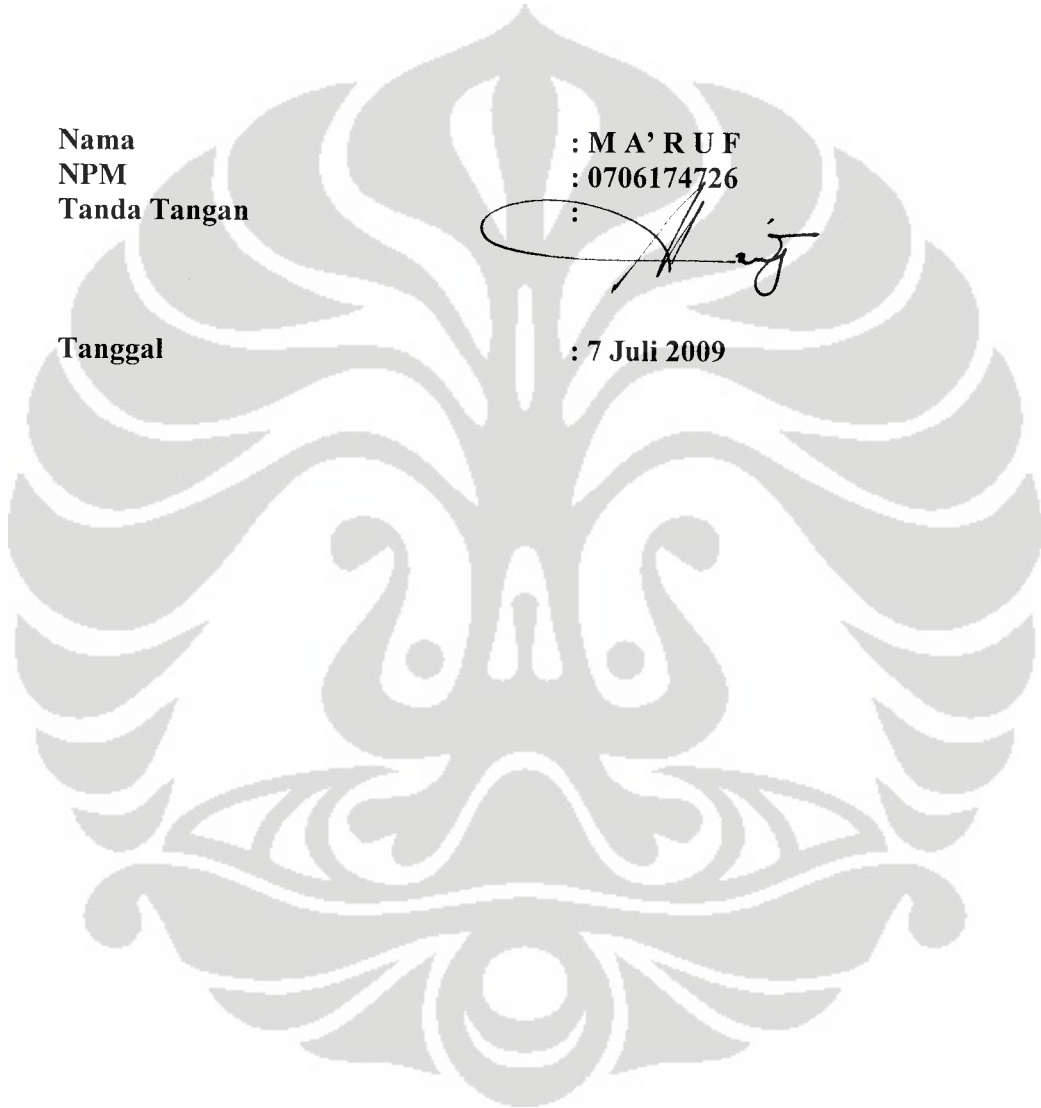 Nama : M A’ R U F
NPM : 0706174726
Tanda Tangan :
Tanggal : 7 Juli 2009